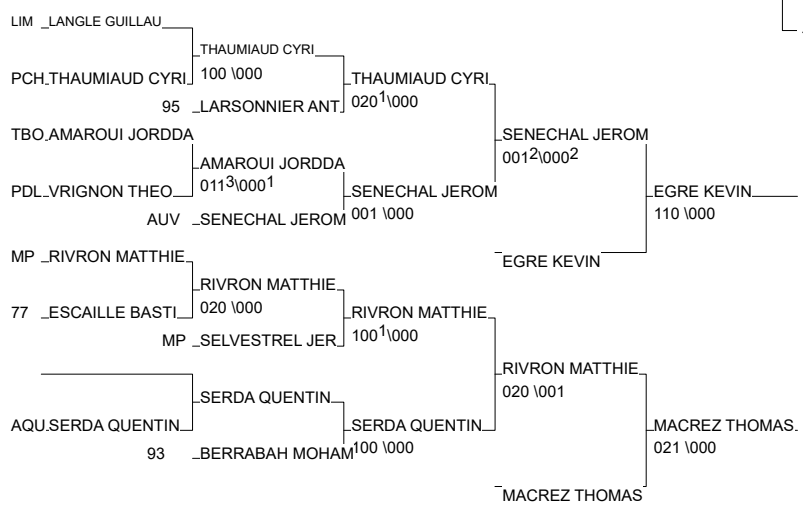 LIM LANGLE GUILLAU
THAUMIAUD CYRI
100 \000
PCH THAUMIAUD CYRI
THAUMIAUD CYRI
020¹\000
95 LARSONNIER ANT
TBO AMAROUI JORDDA
SENECHAL JEROM
001²\000²
AMAROUI JORDDA
011³\000¹
PDL VRIGNON THEO
SENECHAL JEROM
001 \000
EGRE KEVIN
110 \000
AUV SENECHAL JEROM
MP RIVRON MATTHIE
EGRE KEVIN
RIVRON MATTHIE
020 \000
77 ESCAILLE BASTI
RIVRON MATTHIE
100¹\000
MP SELVESTREL JER
RIVRON MATTHIE
020 \001
SERDA QUENTIN
AQU SERDA QUENTIN
SERDA QUENTIN
100 \000
MACREZ THOMAS
021 \000
93 BERRABAH MOHAM
MACREZ THOMAS